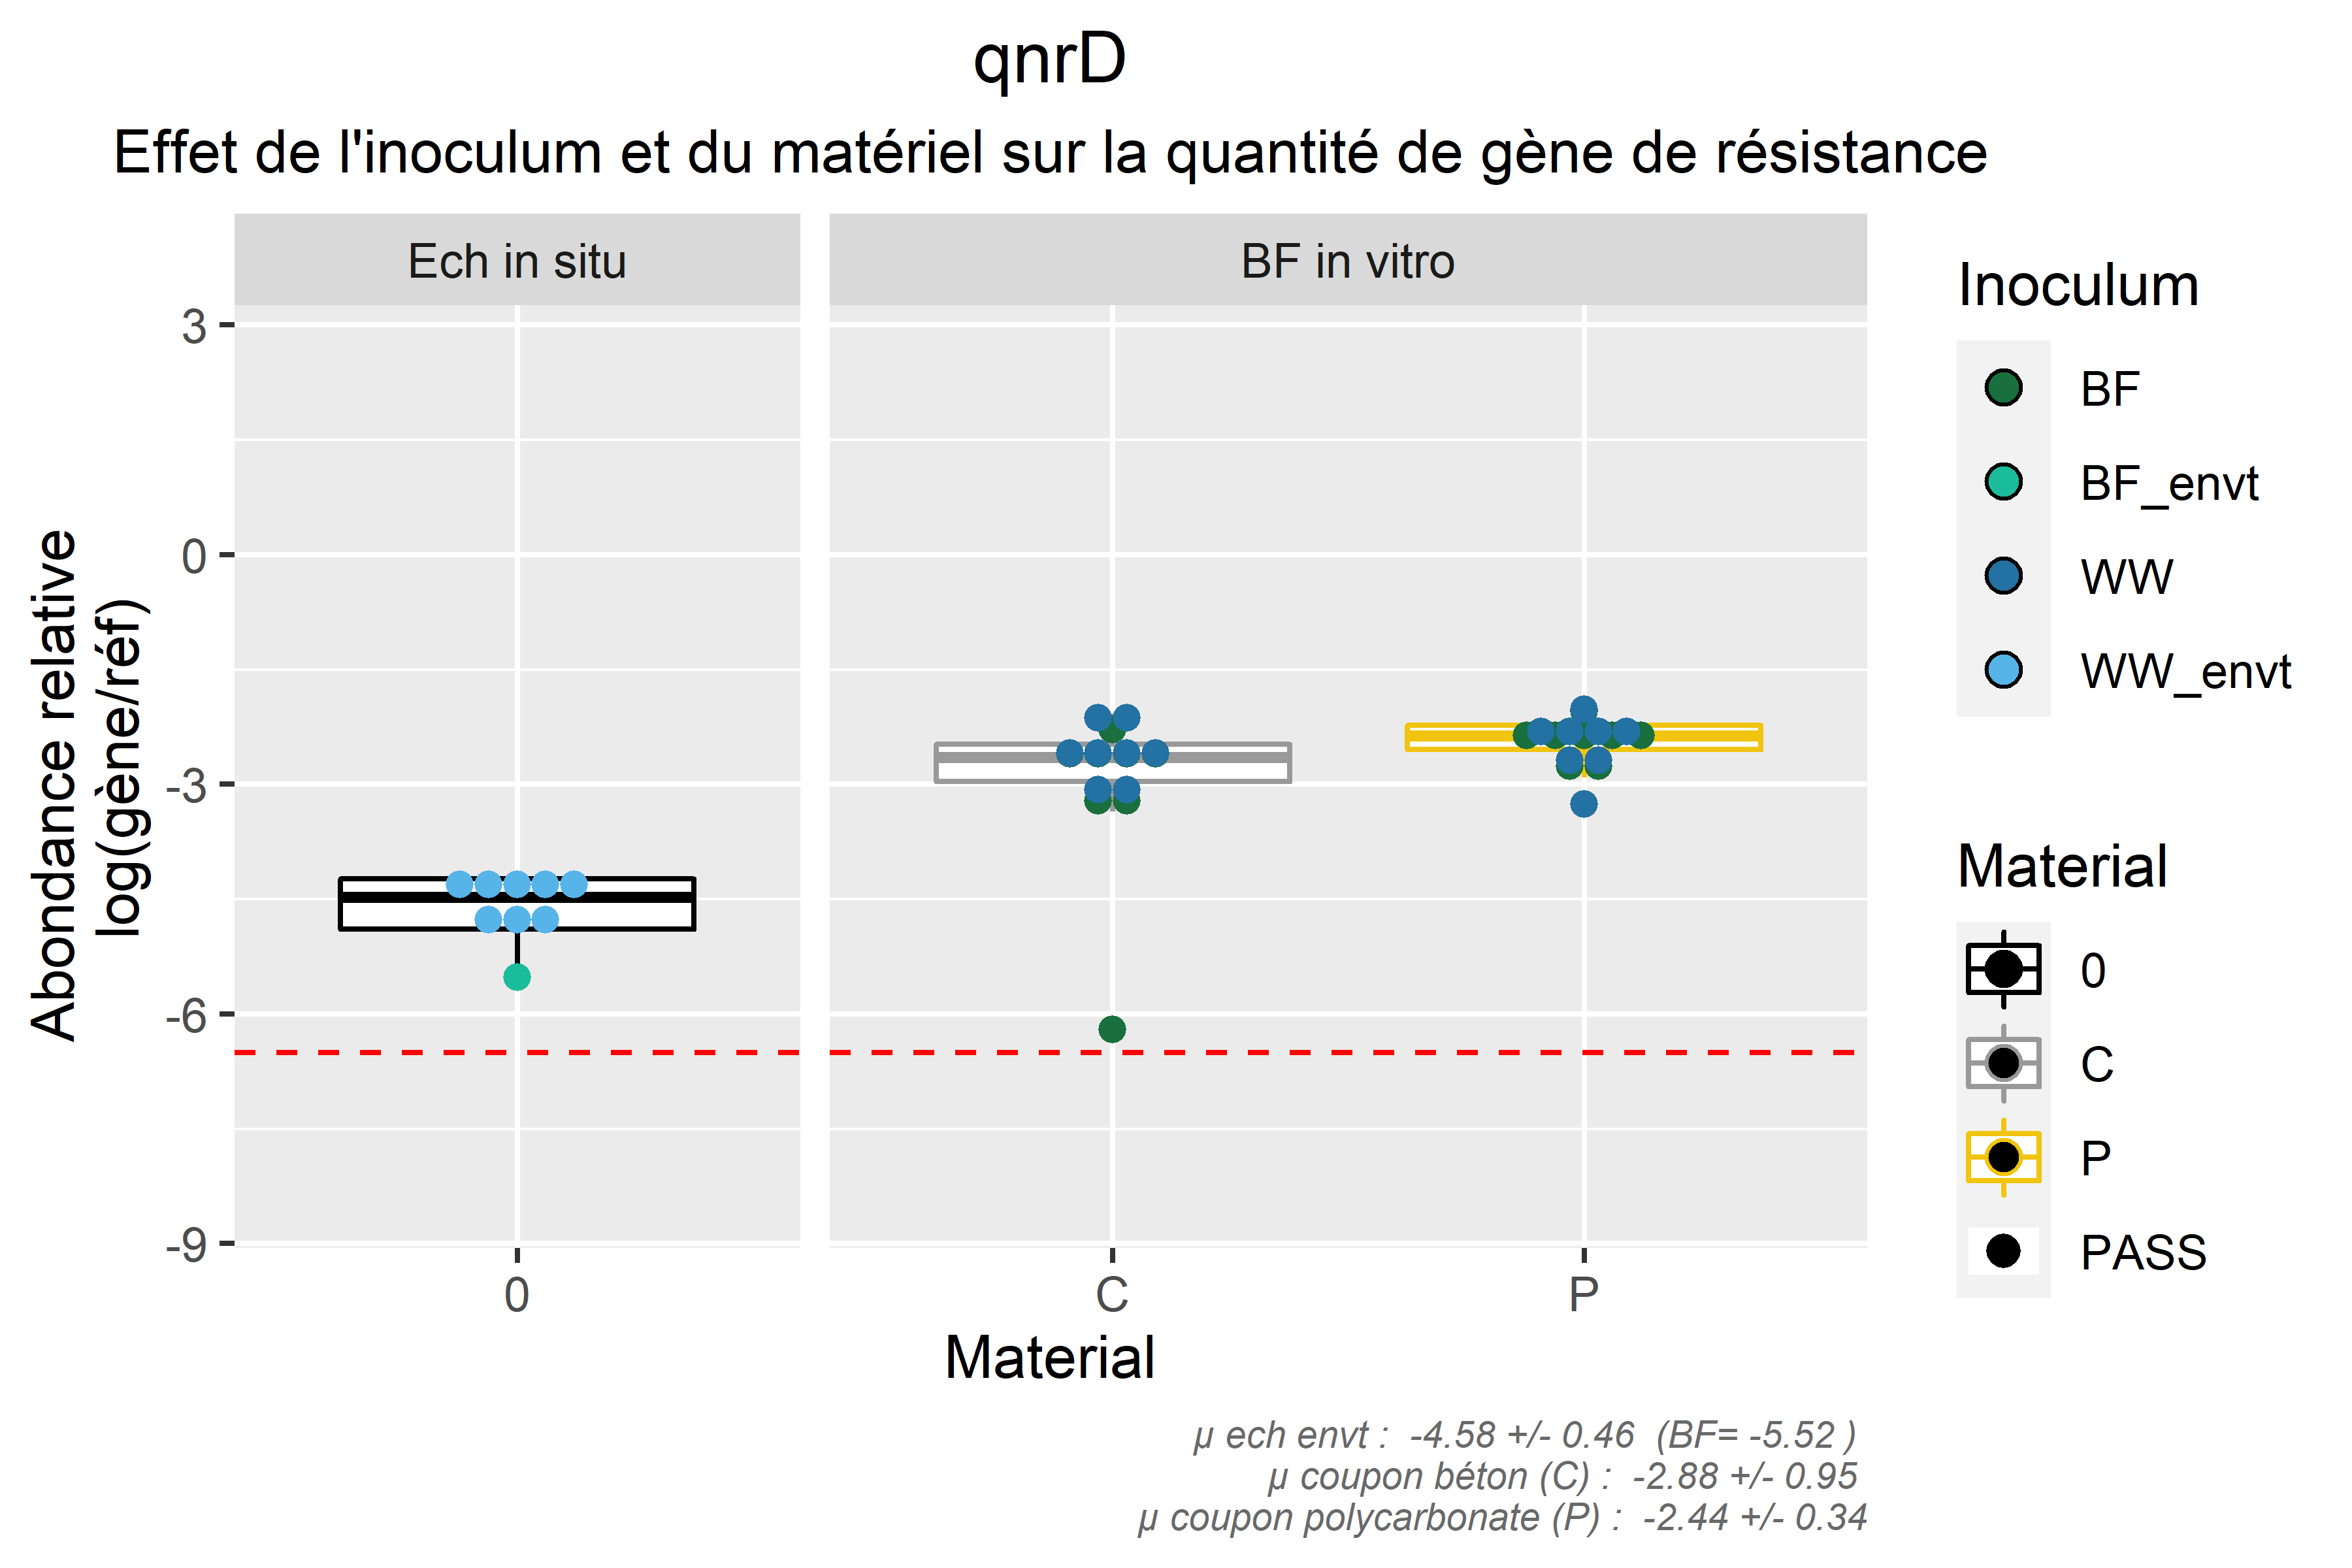 qnrD
Effet de l'inoculum et du matériel sur la quantité de gène de résistance
Ech in situ
BF in vitro
Abondance relative
log(gène/réf)
3
0
-3
-6
-9
0
C
P
Material
Inoculum
BF
BF_envt
WW
WW_envt
Material
0
C
P
PASS
µ ech envt :  -4.58 +/- 0.46  (BF= -5.52 )
µ coupon béton (C) :  -2.88 +/- 0.95
µ coupon polycarbonate (P) :  -2.44 +/- 0.34